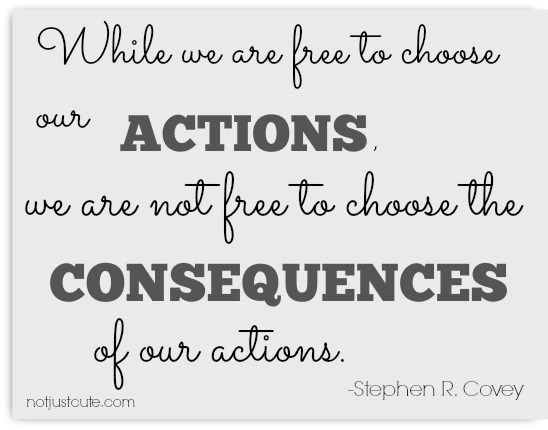 While we are free to choose
our ACTIONS,
we are not free to choose the
CONSEQUENCES
of our actions.
-Stephen R. Covey
notjustcute.com